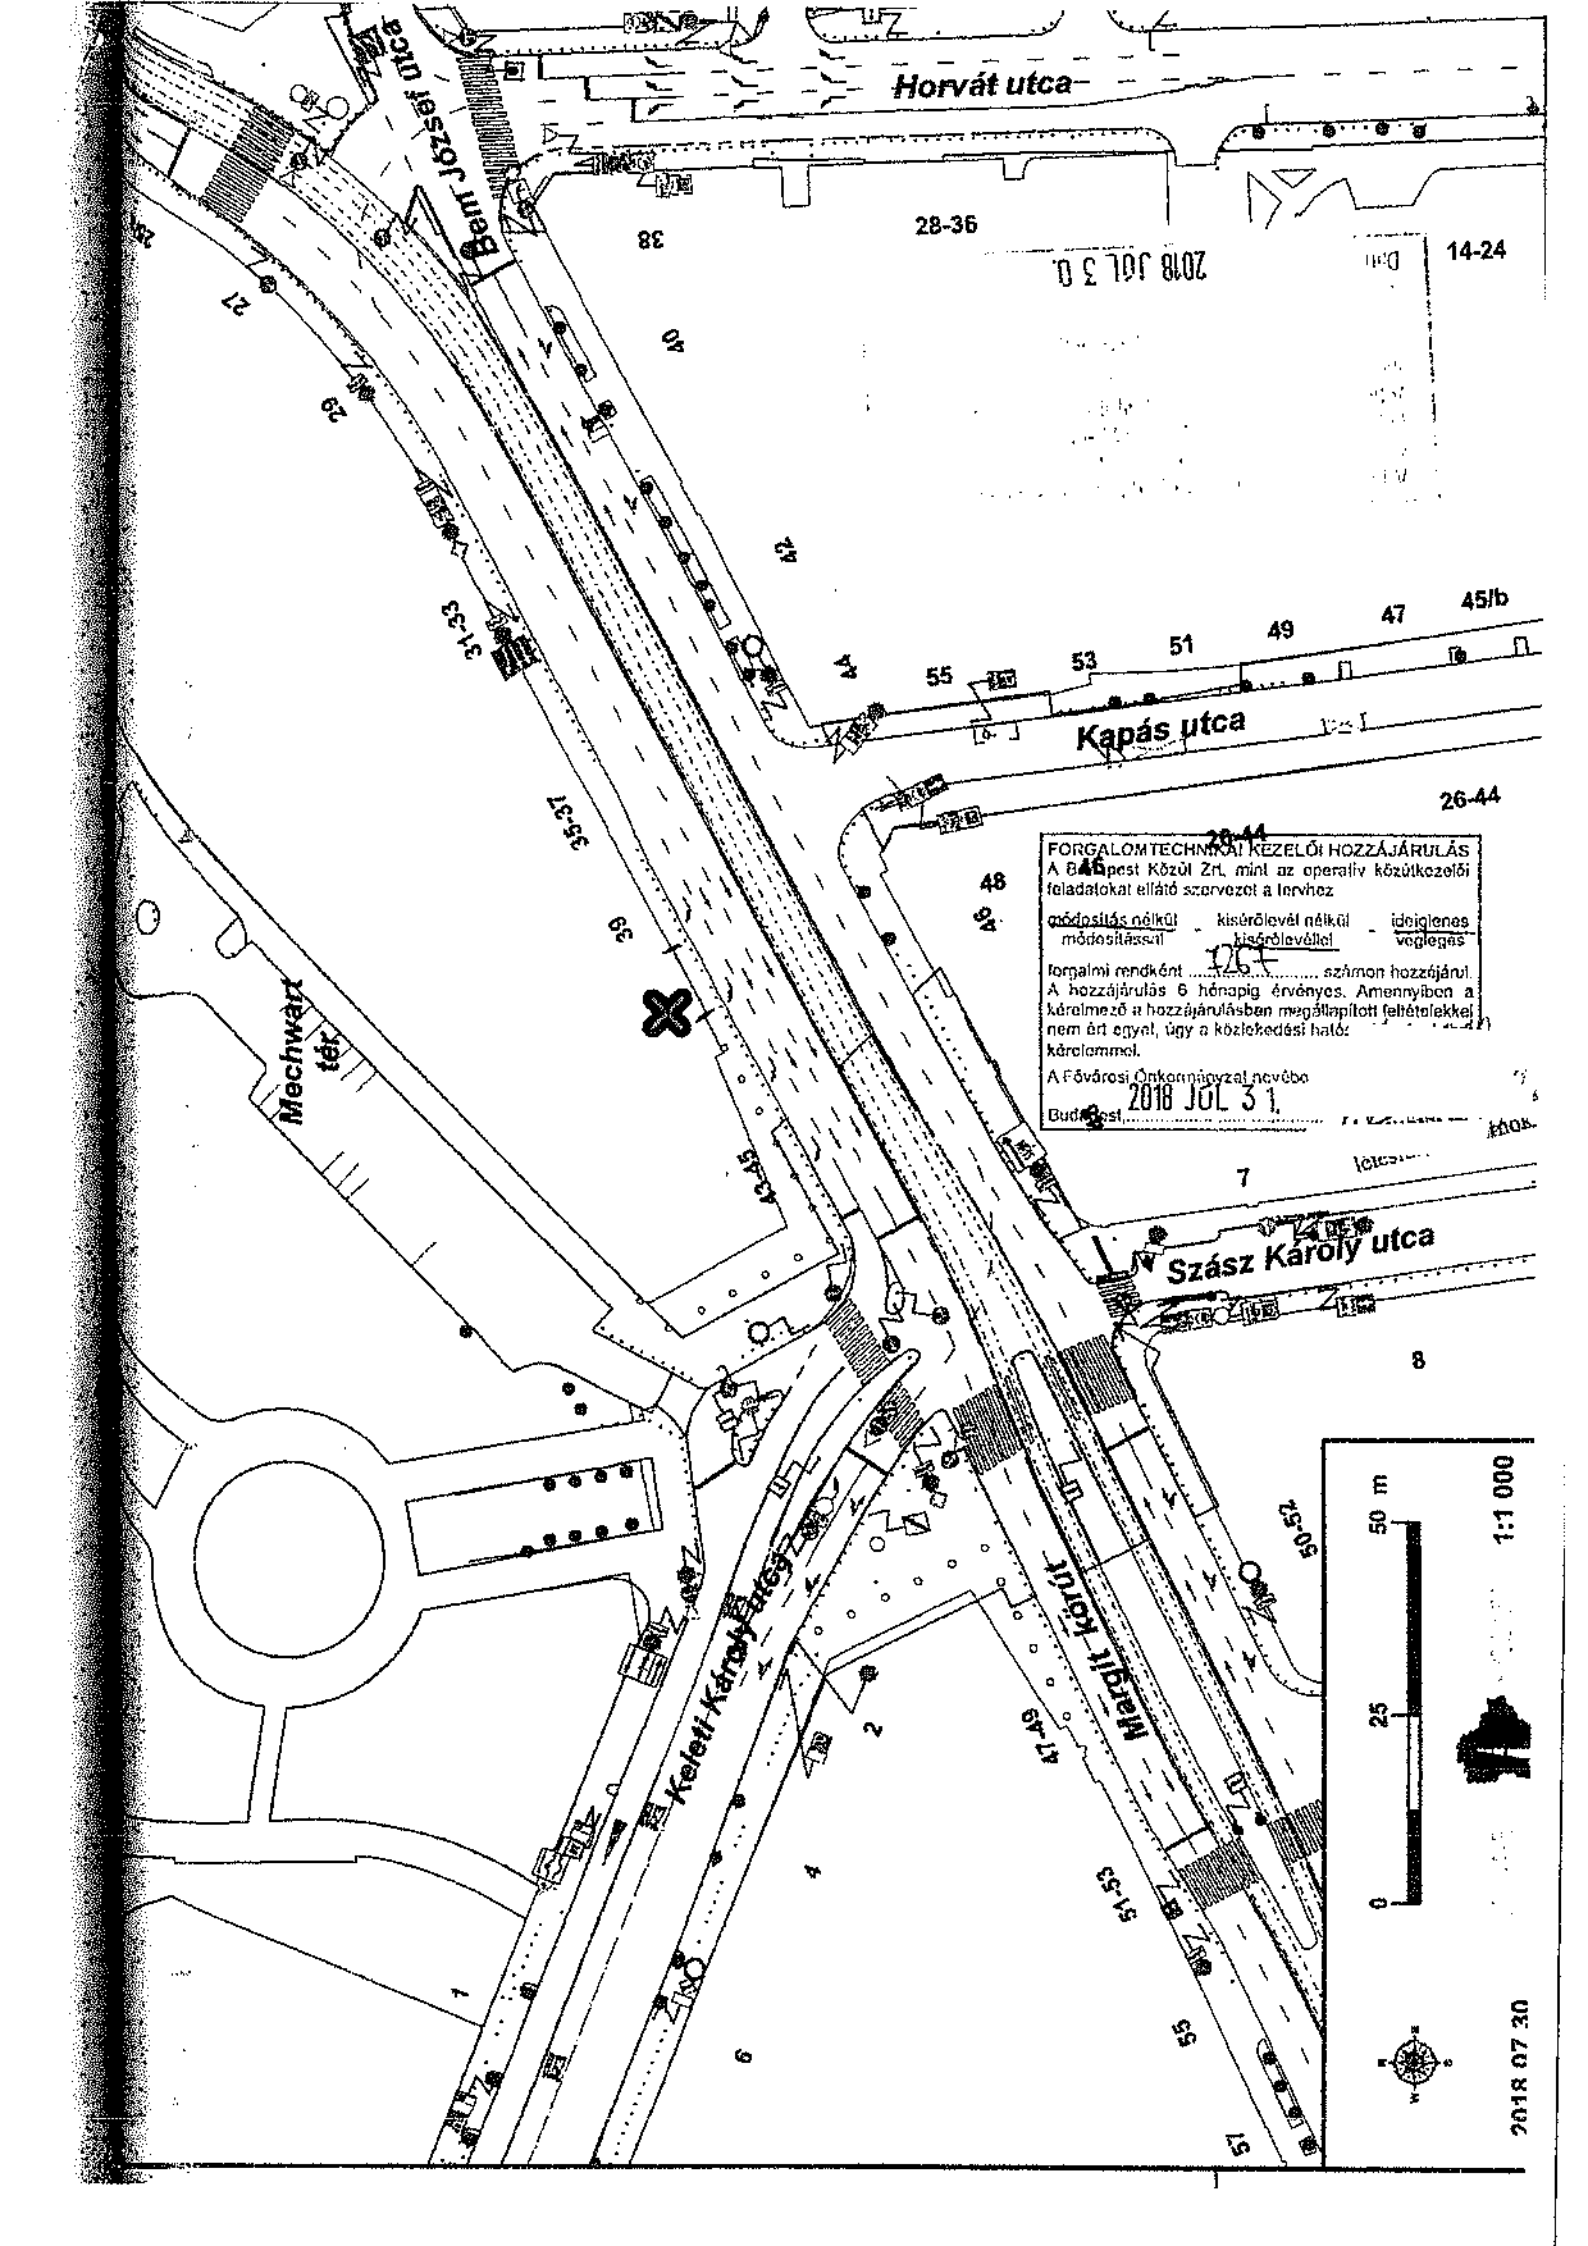 Bem József utca
Horvát utca
38
28-36
14-24
2018 JÚL 30.
27
40
29
42
31-33
44
55
53
51
49
47
45/b
Kapás utca
35-37
26-44
26-44
39
48
46
46
FORGALOMTECHNIKAI KEZELŐI HOZZÁJÁRULÁS
A Budapest Közút Zrt. mint az operatív közútkezelői
feladatokat ellátó szervezet a tervhez
módosítás nélkül - kísérőlevél nélkül - ideiglenes
módosítással kísérőlevéllel végleges
forgalmi rendként ...7267... számon hozzájárul.
A hozzájárulás 6 hónapig érvényes. Amennyiben a
kérelmező a hozzájárulásban megállapított feltételekkel
nem ért egyet, úgy a közlekedési
kérelemmel.
A Fővárosi Önkormányzat
Budapest, 2018 JÚL 31.
Mechwart
tér
43-45
7
Szász Károly utca
8
50-52
Keleti Károly utca
Margit körút
2
47-49
4
51-53
1
6
55
57
0 25 50 m
1:1 000
N
E
S
W
2018 07 30